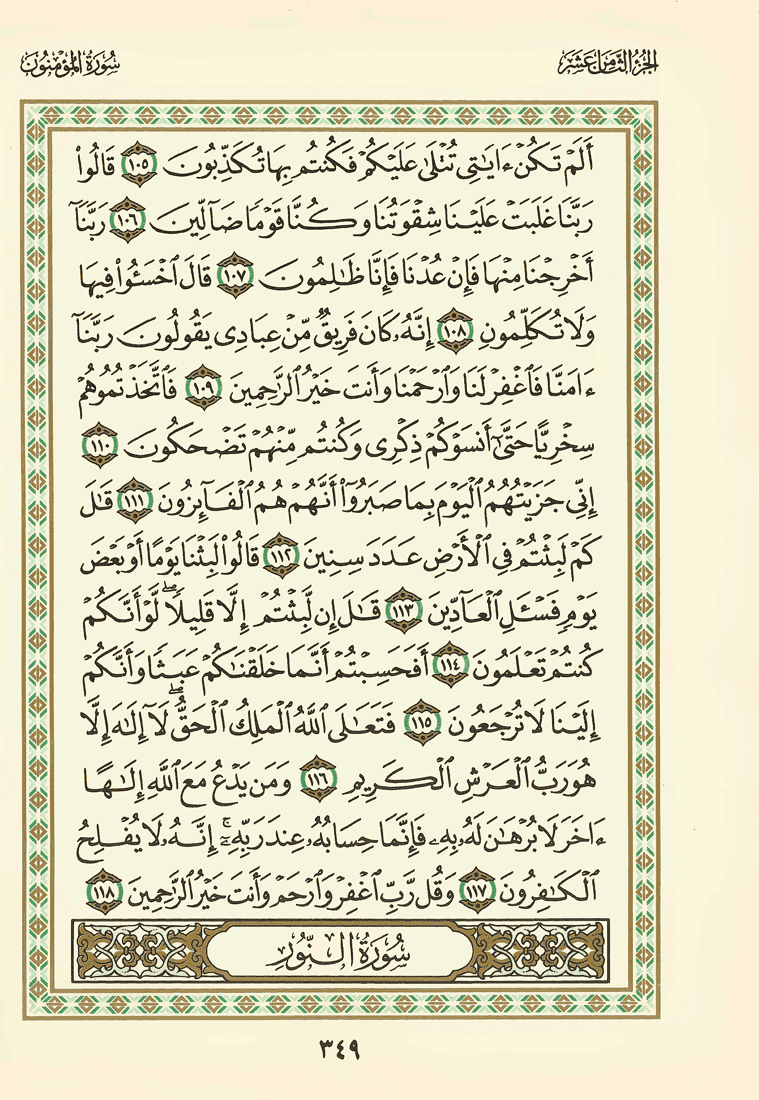 الجزء الثامن عشر
سورة المؤمنون
أَلَمْ تَكُنْ ءَايَٰتِى تُتْلَىٰ عَلَيْكُمْ فَكُنتُم بِهَا تُكَذِّبُونَ ١٠٥ قَالُوا۟
رَبَّنَا غَلَبَتْ عَلَيْنَا شِقْوَتُنَا وَكُنَّا قَوْمًا ضَآلِّينَ ١٠٦ رَبَّنَآ
أَخْرِجْنَا مِنْهَا فَإِنْ عُدْنَا فَإِنَّا ظَٰلِمُونَ ١٠٧ قَالَ ٱخْسَـُٔوا۟ فِيهَا
وَلَا تُكَلِّمُونِ ١٠٨ إِنَّهُۥ كَانَ فَرِيقٌ مِّنْ عِبَادِى يَقُولُونَ رَبَّنَآ
ءَامَنَّا فَٱغْفِرْ لَنَا وَٱرْحَمْنَا وَأَنتَ خَيْرُ ٱلرَّٰحِمِينَ ١٠٩ فَٱتَّخَذْتُمُوهُمْ
سِخْرِيًّا حَتَّىٰٓ أَنسَوْكُمْ ذِكْرِى وَكُنتُم مِّنْهُمْ تَضْحَكُونَ ١١٠
إِنِّى جَزَيْتُهُمُ ٱلْيَوْمَ بِمَا صَبَرُوٓا۟ أَنَّهُمْ هُمُ ٱلْفَآئِزُونَ ١١١ قَٰلَ
كَمْ لَبِثْتُمْ فِى ٱلْأَرْضِ عَدَدَ سِنِينَ ١١٢ قَالُوا۟ لَبِثْنَا يَوْمًا أَوْ بَعْضَ
يَوْمٍ فَسْـَٔلِ ٱلْعَآدِّينَ ١١٣ قَٰلَ إِن لَّبِثْتُمْ إِلَّا قَلِيلًا ۖ لَّوْ أَنَّكُمْ
كُنتُمْ تَعْلَمُونَ ١١٤ أَفَحَسِبْتُمْ أَنَّمَا خَلَقْنَٰكُمْ عَبَثًا وَأَنَّكُمْ
إِلَيْنَا لَا تُرْجَعُونَ ١١٥ فَتَعَٰلَى ٱللَّهُ ٱلْمَلِكُ ٱلْحَقُّ ۖ لَآ إِلَٰهَ إِلَّا
هُوَ رَبُّ ٱلْعَرْشِ ٱلْكَرِيمِ ١١٦ وَمَن يَدْعُ مَعَ ٱللَّهِ إِلَٰهًا
ءَاخَرَ لَا بُرْهَٰنَ لَهُۥ بِهِۦ فَإِنَّمَا حِسَابُهُۥ عِندَ رَبِّهِۦٓ ۚ إِنَّهُۥ لَا يُفْلِحُ
ٱلْكَٰفِرُونَ ١١٧ وَقُل رَّبِّ ٱغْفِرْ وَٱرْحَمْ وَأَنتَ خَيْرُ ٱلرَّٰحِمِينَ ١١٨
سُورَةُ النُّورِ
٣٤٩